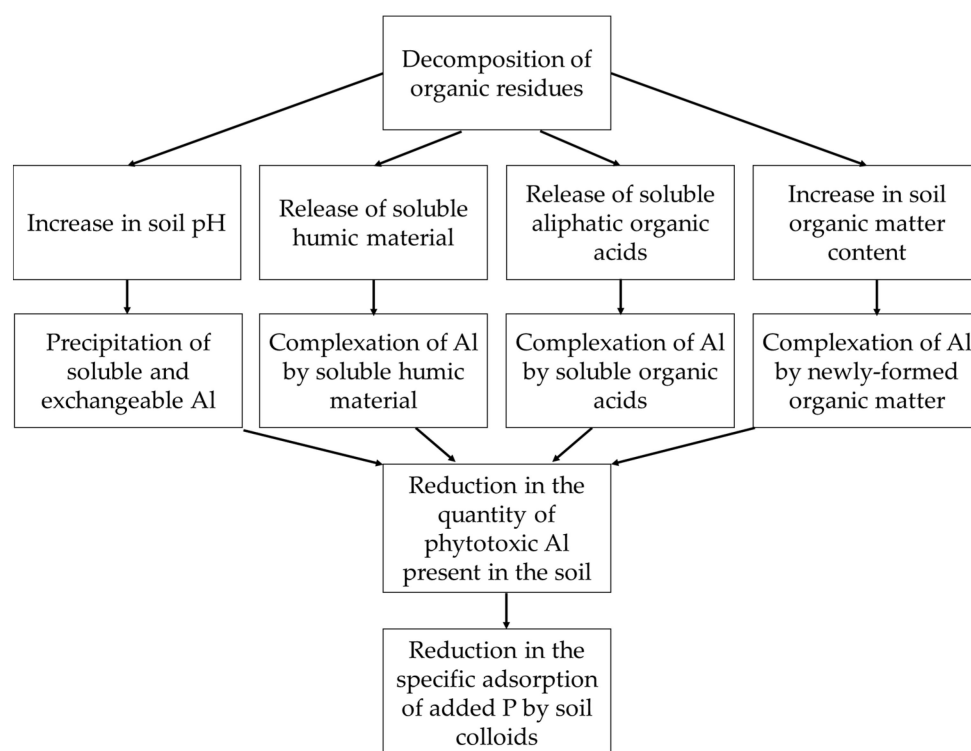 Decomposition of
organic residues
Increase in soil pH
Release of soluble
humic material
Release of soluble
aliphatic organic
acids
Increase in soil
organic matter
content
Precipitation of
soluble and
exchangeable Al
Complexation of Al
by soluble humic
material
Complexation of Al
by soluble organic
acids
Complexation of Al
by newly-formed
organic matter
Reduction in the
quantity of
phytotoxic Al
present in the soil
Reduction in the
specific adsorption
of added P by soil
colloids